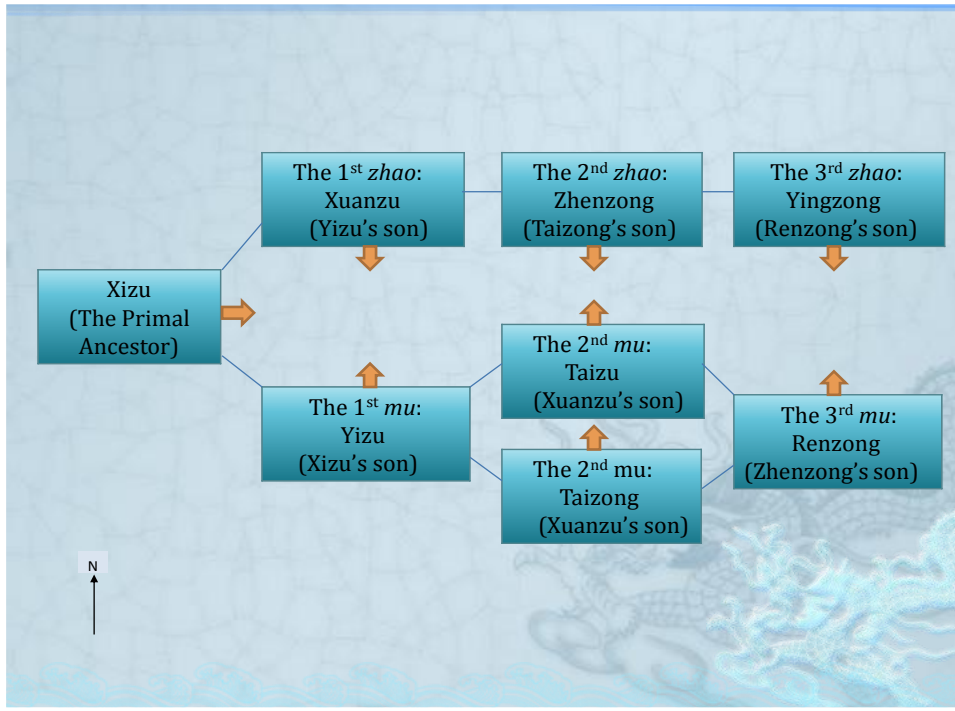 The 1st zhao:
Xuanzu
(Yizu's son)
The 2nd zhao:
Zhenzong
(Taizong's son)
The 3rd zhao:
Yingzong
(Renzong's son)
Xizu
(The Primal
Ancestor)
The 2nd mu:
Taizu
(Xuanzu's son)
The 1st mu:
Yizu
(Xizu's son)
The 3rd mu:
Renzong
(Zhenzong's son)
The 2nd mu:
Taizong
(Xuanzu's son)
N